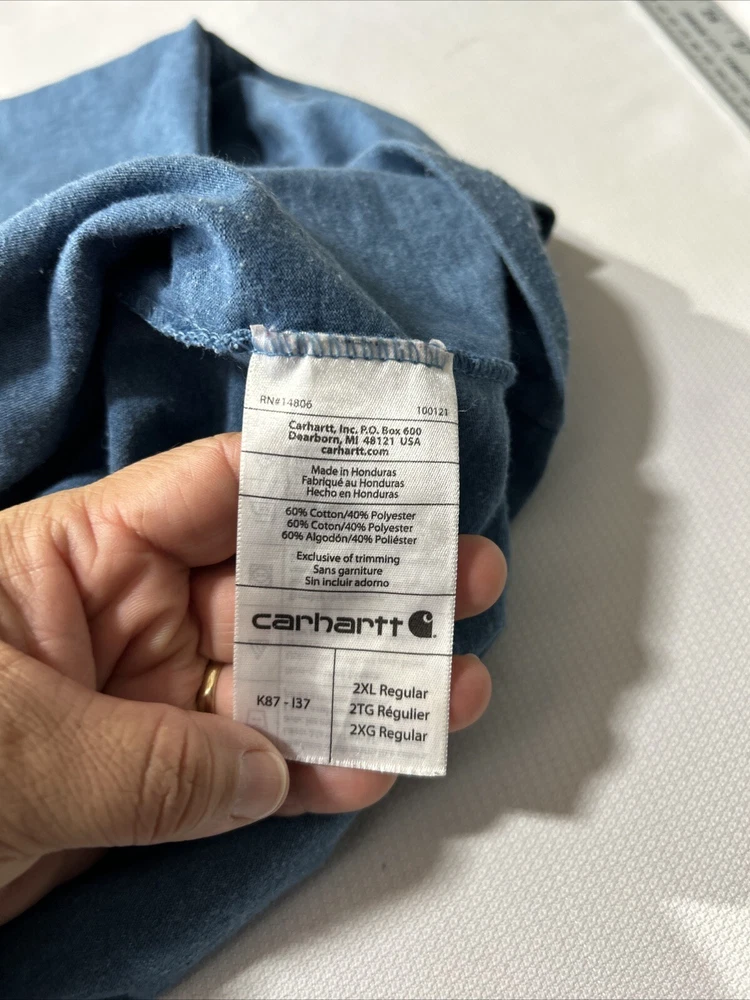 RN#14806 100121
Carhartt, Inc. P.O. Box 600
Dearborn, MI 48121 USA
carhartt.com
Made in Honduras
Fabriqué au Honduras
Hecho en Honduras
60% Cotton/40% Polyester
60% Coton/40% Polyester
60% Algodón/40% Poliéster
Exclusive of trimming
Sans garniture
Sin incluir adorno
carhartt
K87 - I37
2XL Regular
2TG Régulier
2XG Regular